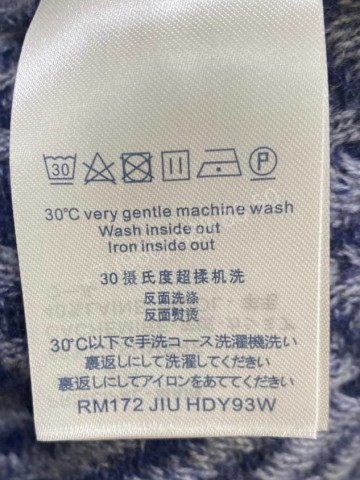 30
P
30℃ very gentle machine wash
Wash inside out
Iron inside out
30 摄氏度超揉机洗
反面洗涤
反面熨烫
30℃以下で手洗コース洗濯機洗い
裏返しにして洗濯してください
裏返しにしてアイロンをあててください
RM172 JIU HDY93W